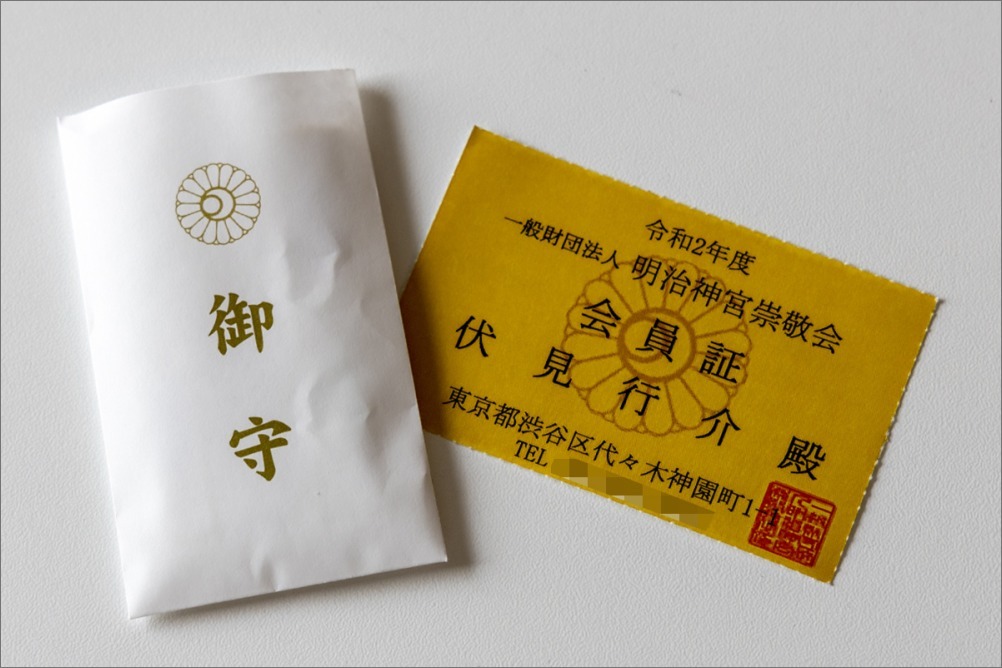 御守
令和2年度
一般財団法人 明治神宮崇敬会
会員証
伏見行介殿
東京都渋谷区代々木神園町1-1
TEL